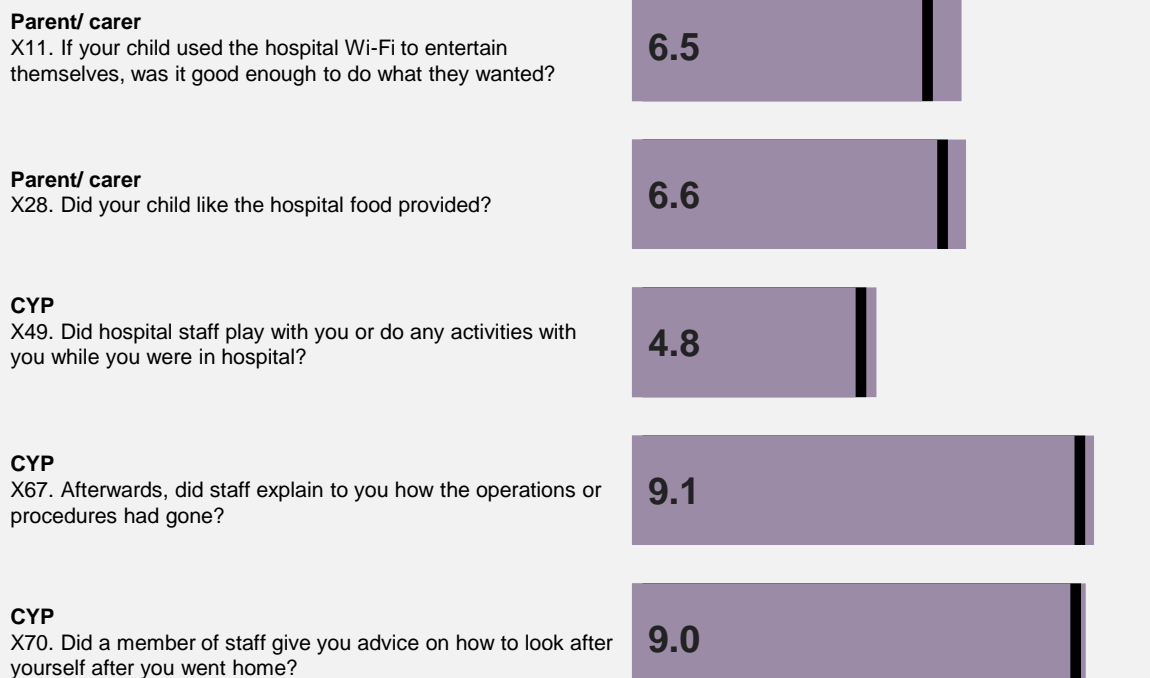 Parent/ carer
X11. If your child used the hospital Wi-Fi to entertain
themselves, was it good enough to do what they wanted?
6.5
Parent/ carer
X28. Did your child like the hospital food provided?
6.6
CYP
X49. Did hospital staff play with you or do any activities with
you while you were in hospital?
4.8
CYP
X67. Afterwards, did staff explain to you how the operations or
procedures had gone?
9.1
CYP
X70. Did a member of staff give you advice on how to look after
yourself after you went home?
9.0